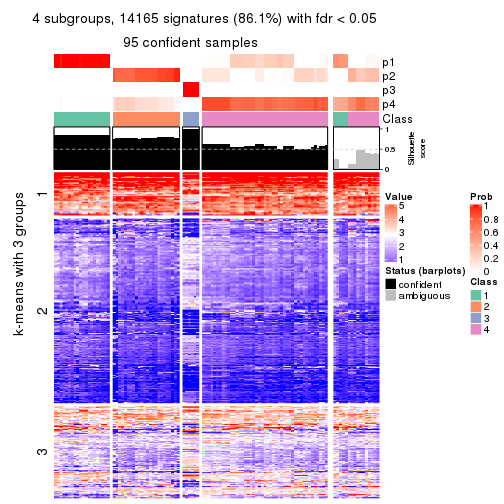 4 subgroups, 14165 signatures (86.1%) with fdr < 0.05
95 confident samples
p1
p2
p3
p4
Class
1
0.5
0
Silhouette
score
k-means with 3 groups
1
2
3
Value
5
4
3
2
1
Status (barplots)
confident
ambiguous
Prob
1
0.8
0.6
0.4
0.2
0
Class
1
2
3
4